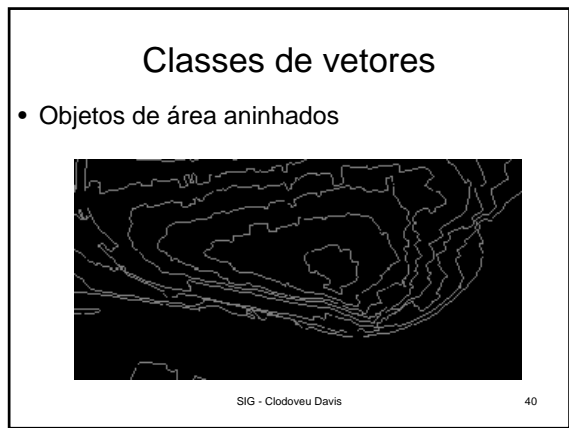 Classes de vetores
• Objetos de área aninhados
SIG - Clodoveu Davis
40